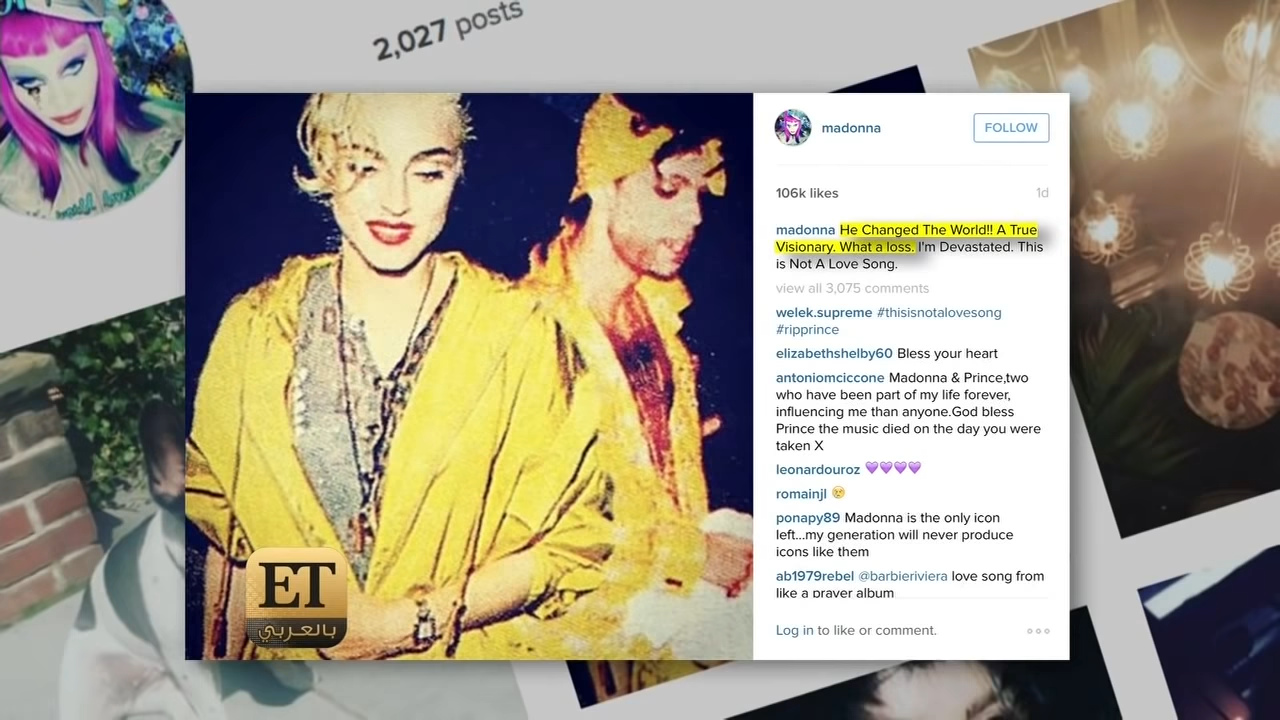 2,027 posts
madonna
FOLLOW
106k likes
1d
madonna He Changed The World!! A True
Visionary. What a loss. I'm Devastated. This
is Not A Love Song.
view all 3,075 comments
welek.supreme #thisisnotalovesong
#ripprince
elizabethshelby60 Bless your heart
antoniomciccone Madonna & Prince,two
who have been part of my life forever,
influencing me than anyone.God bless
Prince the music died on the day you were
taken X
leonardouroz 💜💜💜💜
romainjl 😢
ponapy89 Madonna is the only icon
left...my generation will never produce
icons like them
ab1979rebel @barbieriviera love song from
like a prayer album
Log in to like or comment.
ET
بالعربي